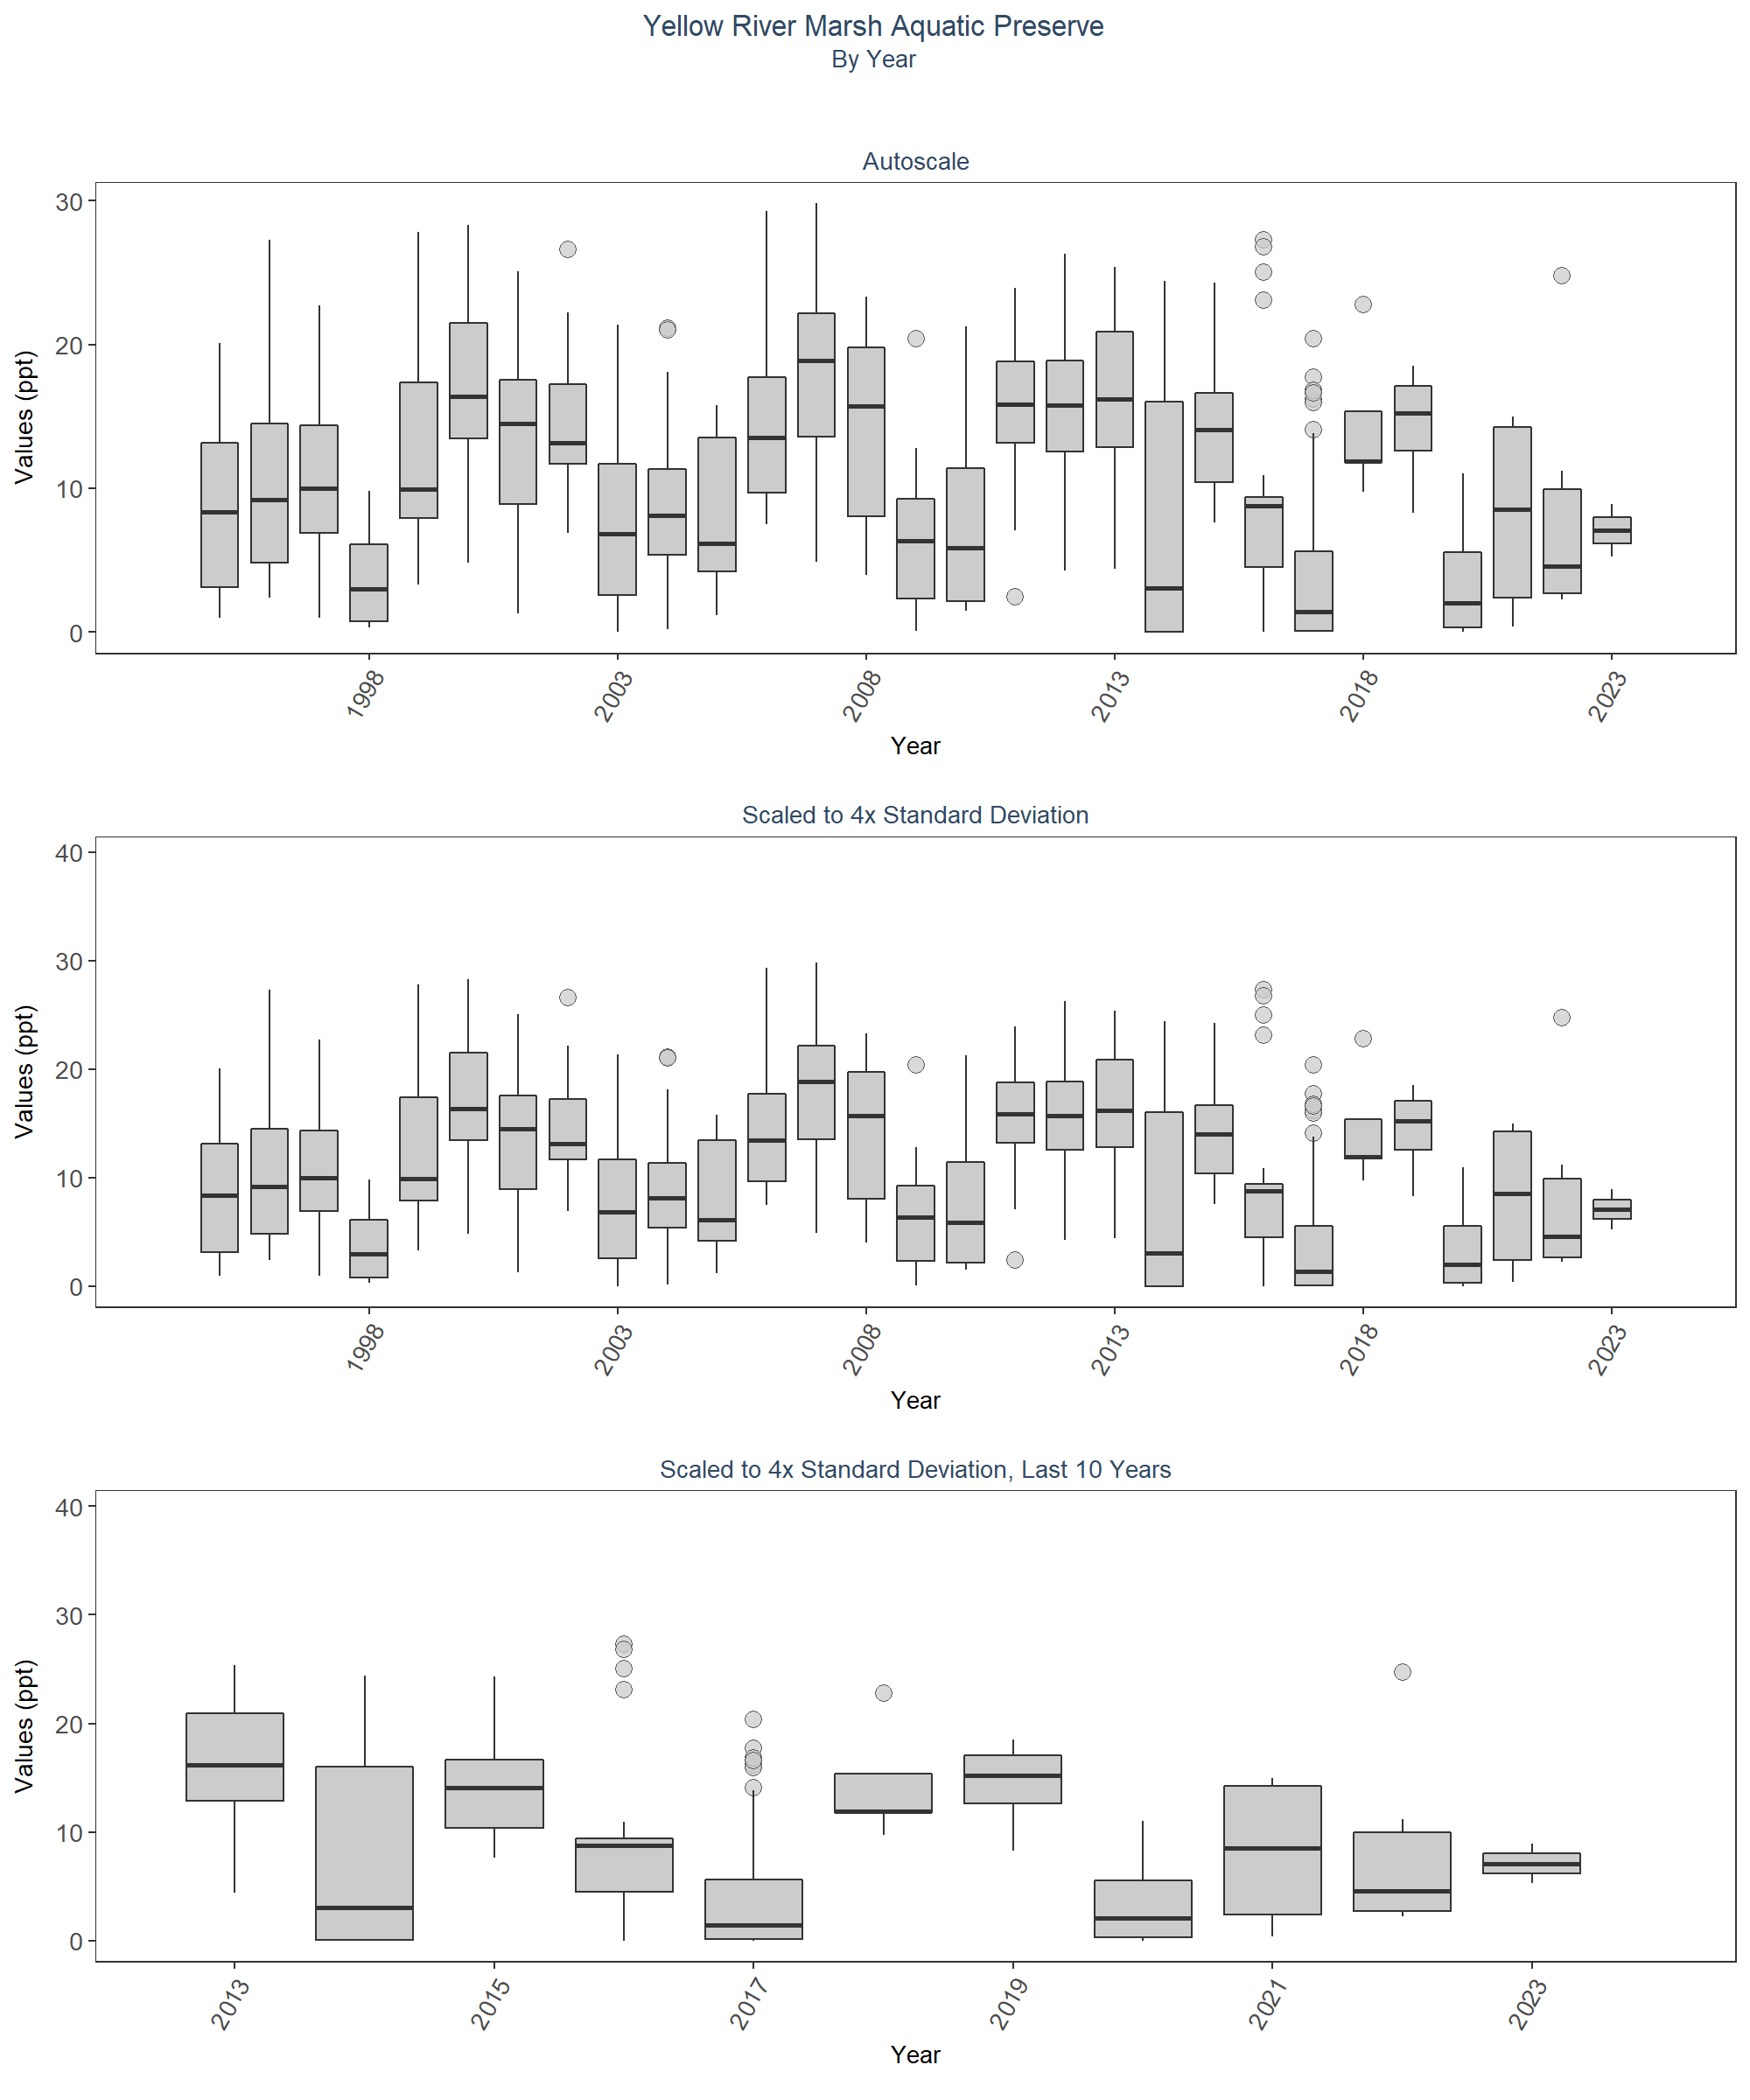 Yellow River Marsh Aquatic Preserve
By Year
Autoscale
Values (ppt)
30
20
10
0
1998 2003 2008 2013 2018 2023
Year
Scaled to 4x Standard Deviation
Values (ppt)
40
30
20
10
0
1998 2003 2008 2013 2018 2023
Year
Scaled to 4x Standard Deviation, Last 10 Years
Values (ppt)
40
30
20
10
0
2013 2015 2017 2019 2021 2023
Year